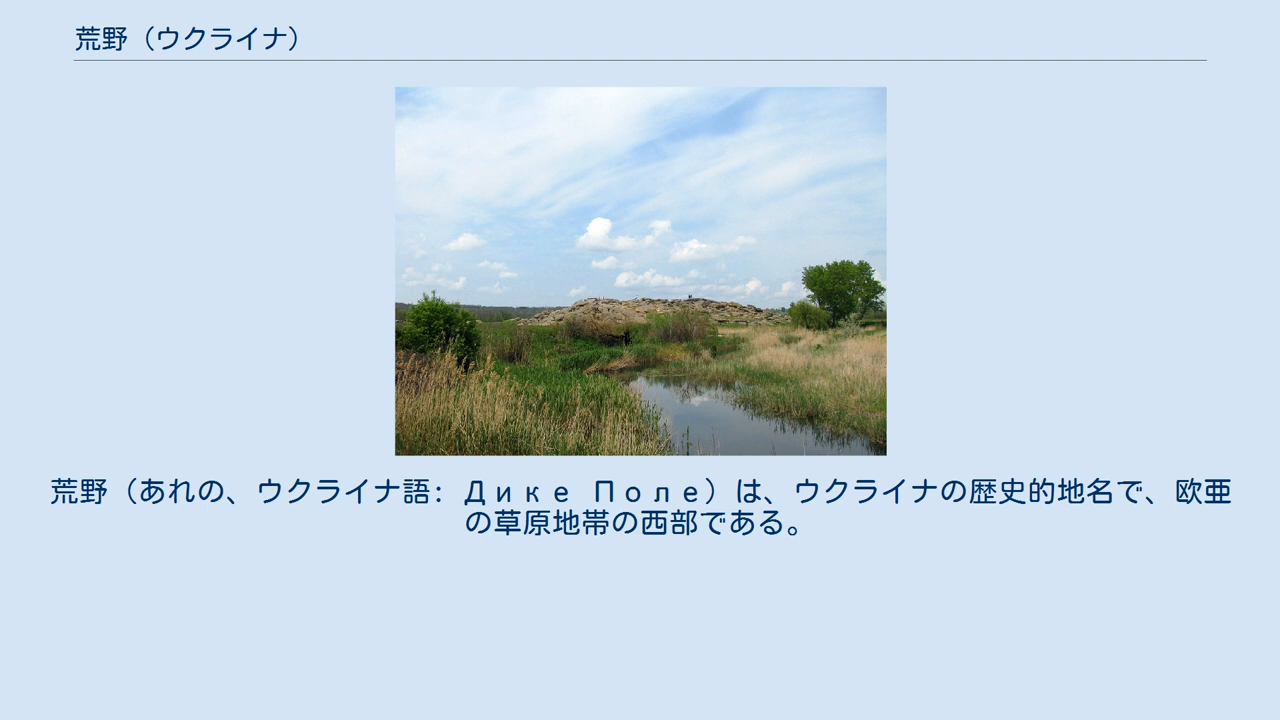 荒野（ウクライナ）
荒野（あれの、ウクライナ語: Дике Поле）は、ウクライナの歴史的地名で、欧亜
の草原地帯の西部である。